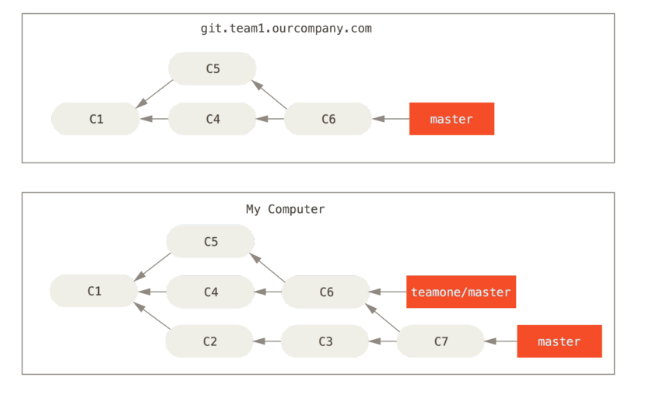 git.team1.ourcompany.com
C5
C1 C4 C6 master
My Computer
C5
C1 C4 C6 teamone/master
C2 C3 C7 master